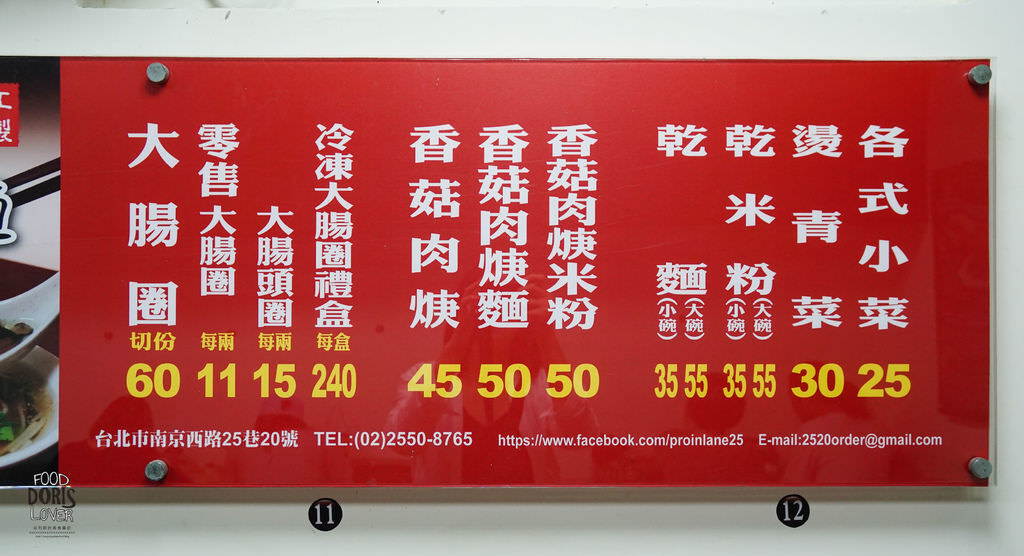 各式小菜 25
燙青菜 30
乾米粉 (大碗) 55 (小碗) 35
乾麵 (大碗) 55 (小碗) 35
香菇肉焿米粉 50
香菇肉焿麵 50
香菇肉焿 45
冷凍大腸圈禮盒 每盒 240
大腸頭圈 每兩 15
零售大腸圈 每兩 11
大腸圈 切份 60
台北市南京西路25巷20號 TEL:(02)2550-8765 https://www.facebook.com/proinlane25 E-mail:2520order@gmail.com
11
12
FOOD
DORIS
LOVER